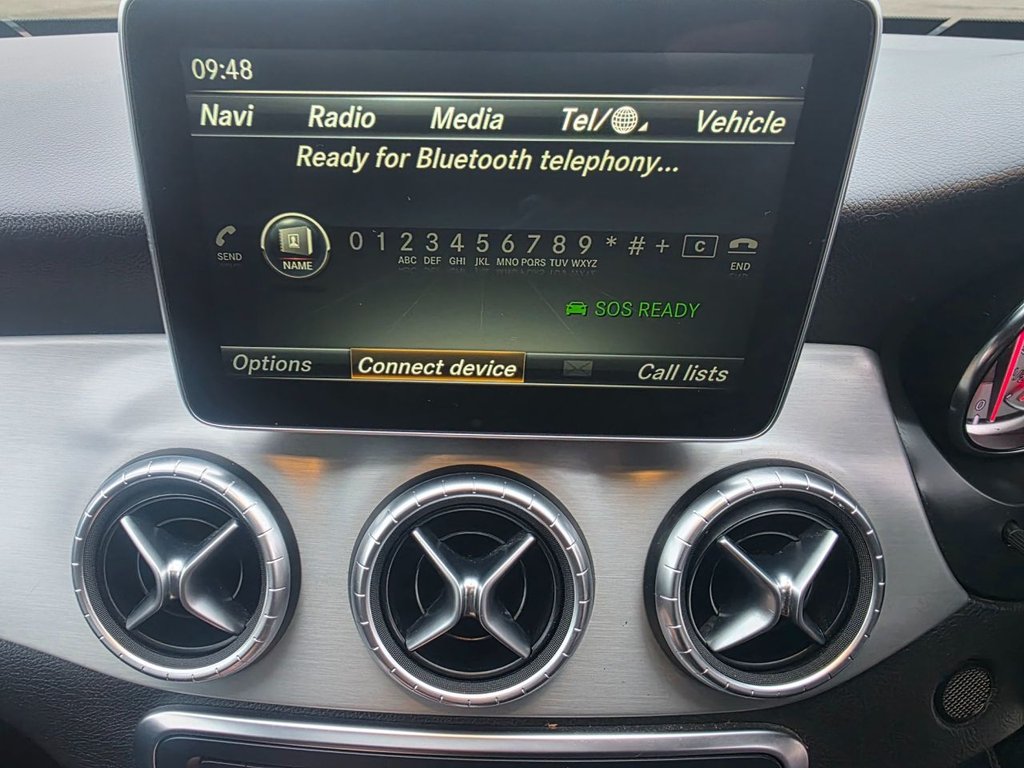 09:48
Navi Radio Media Tel/ Vehicle
Ready for Bluetooth telephony...
SEND NAME 0 1 2 ABC 3 DEF 4 GHI 5 JKL 6 MNO 7 PQRS 8 TUV 9 WXYZ * # + C END
SOS READY
Options Connect device Call lists